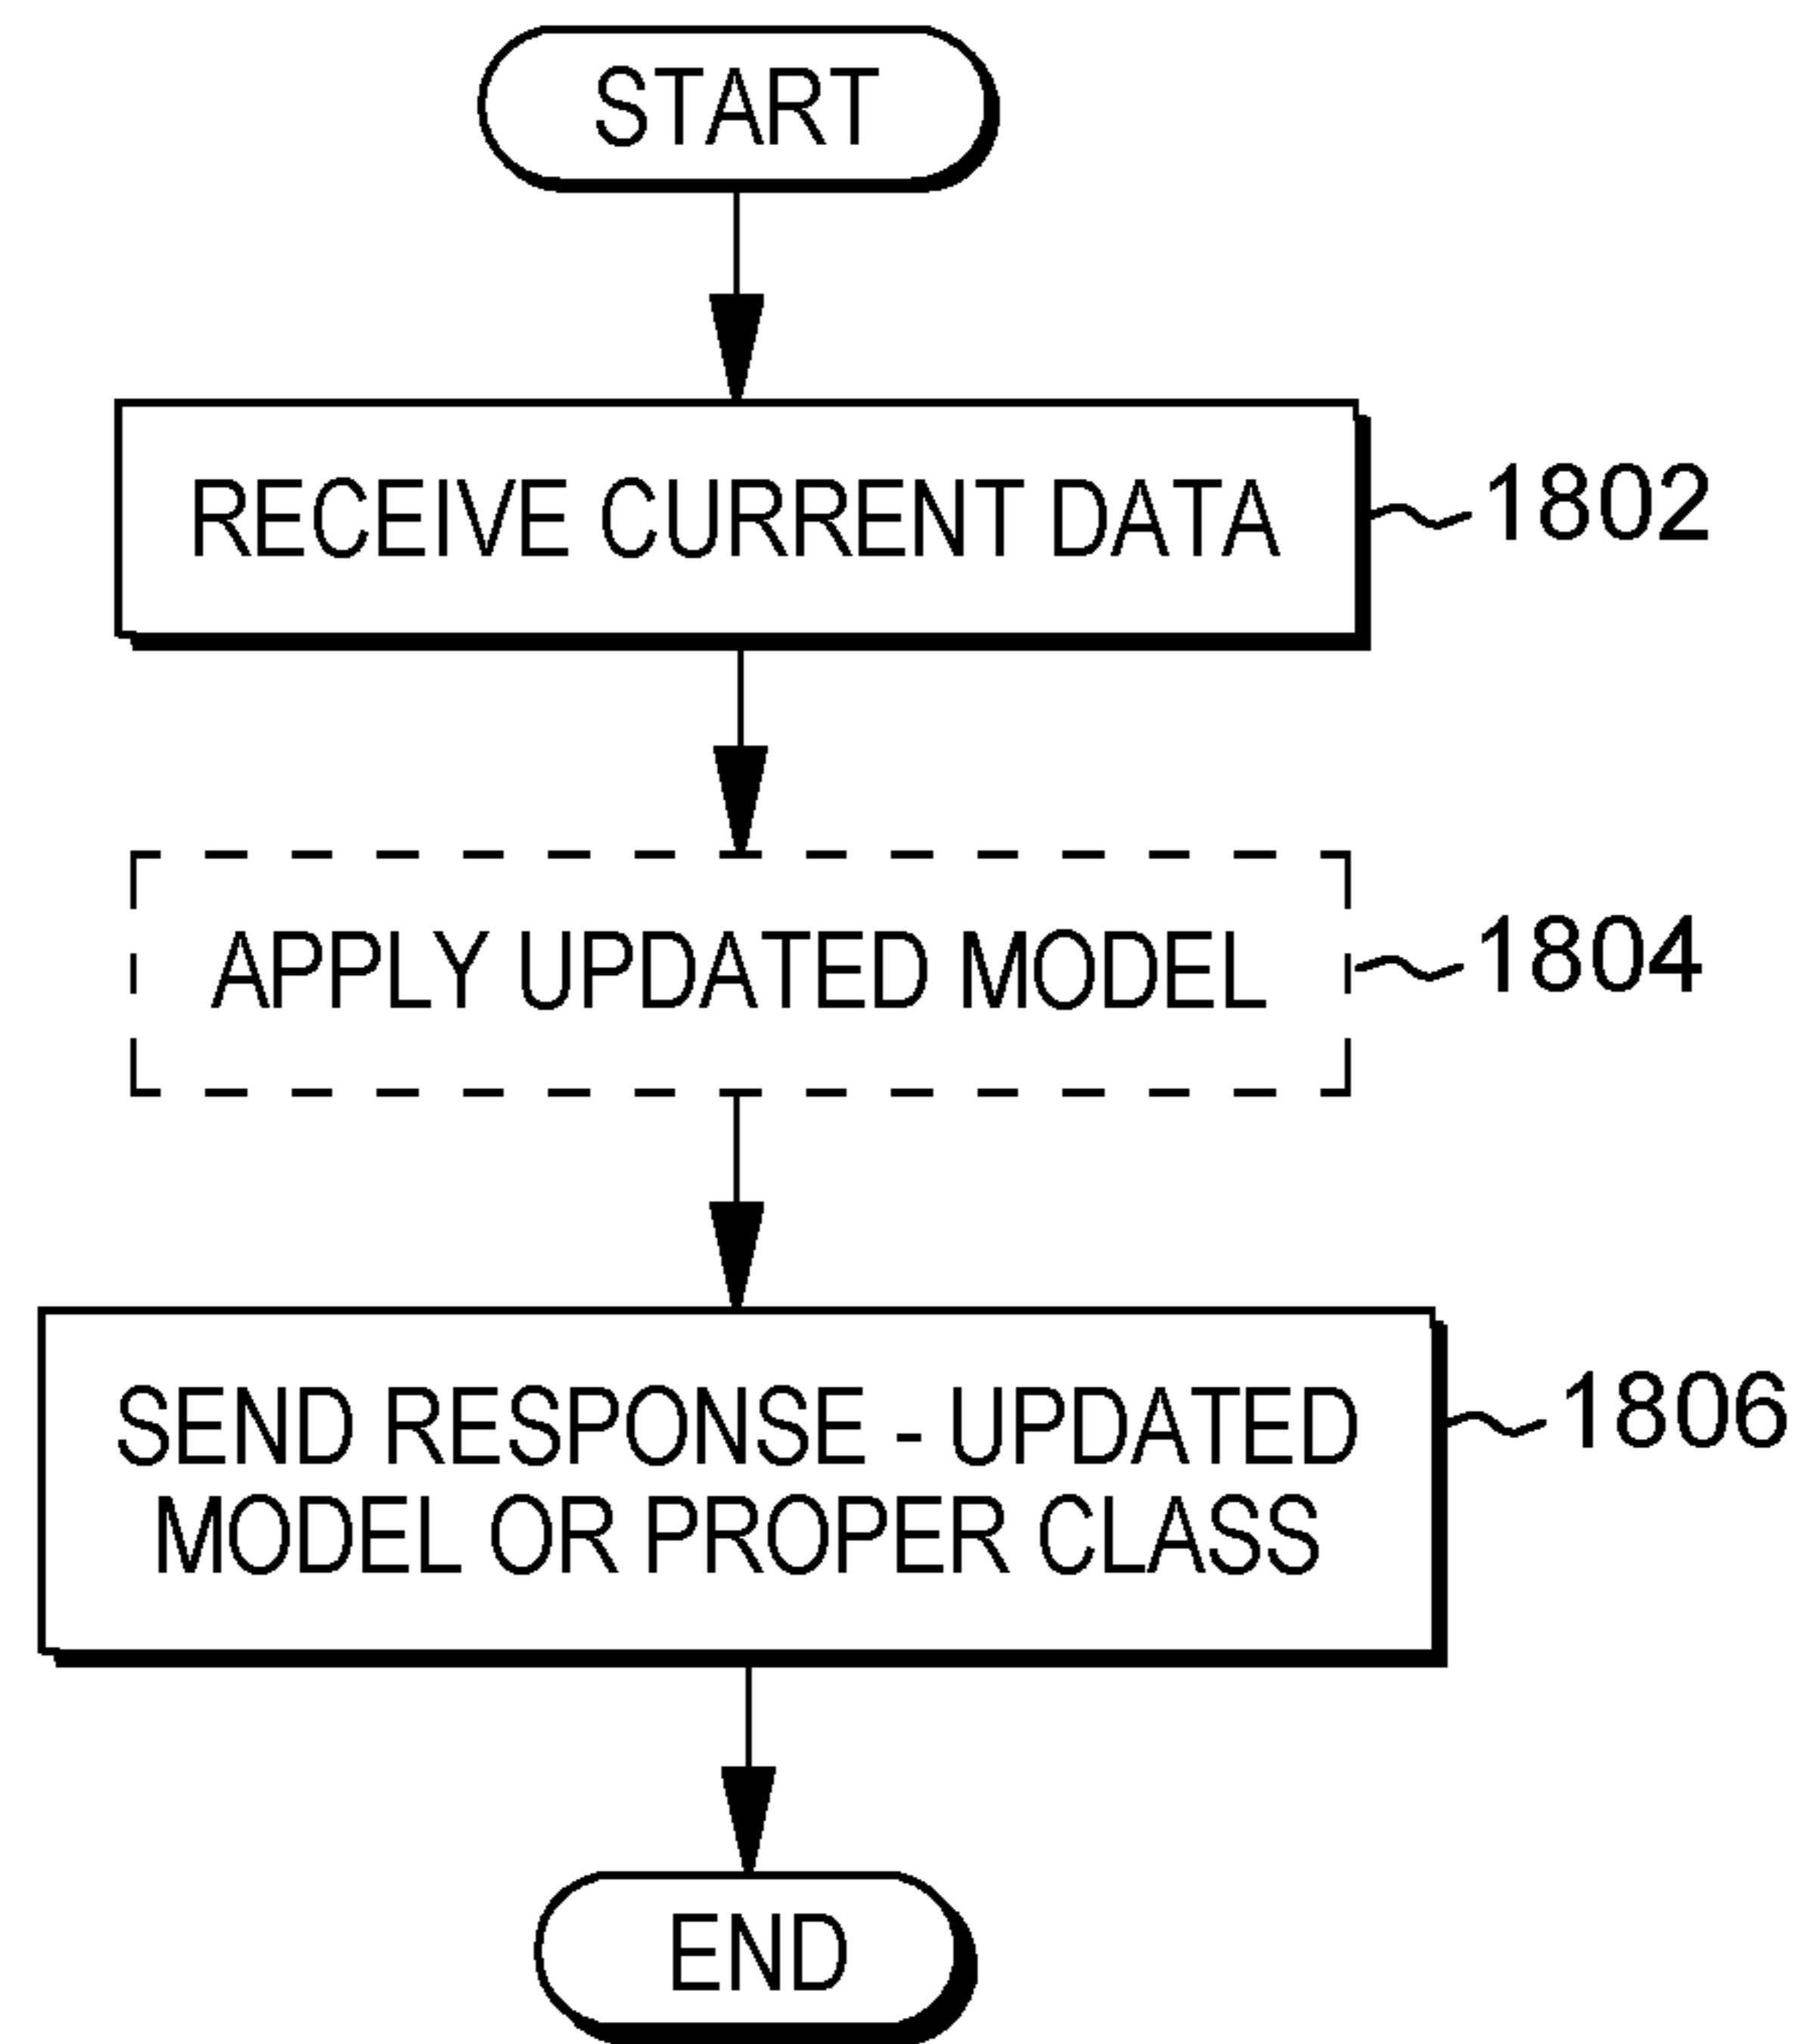 START
RECEIVE CURRENT DATA
1802
APPLY UPDATED MODEL
1804
SEND RESPONSE - UPDATED
MODEL OR PROPER CLASS
1806
END